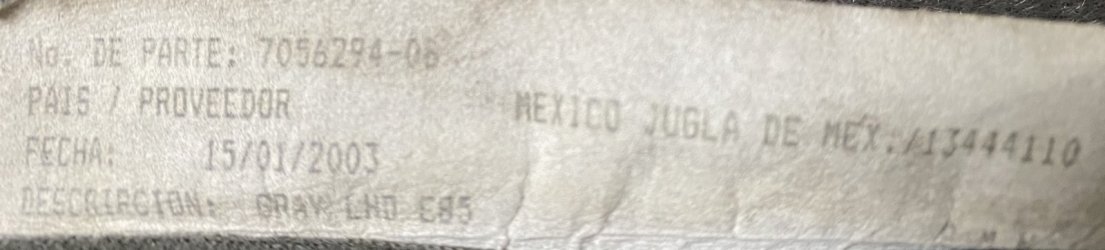 No. DE PARTE: 7056294-06
PAIS / PROVEEDOR MEXICO JUGLA DE MEX./13444110
FECHA: 15/01/2003
DESCRIPCION: GRAY LHD E85